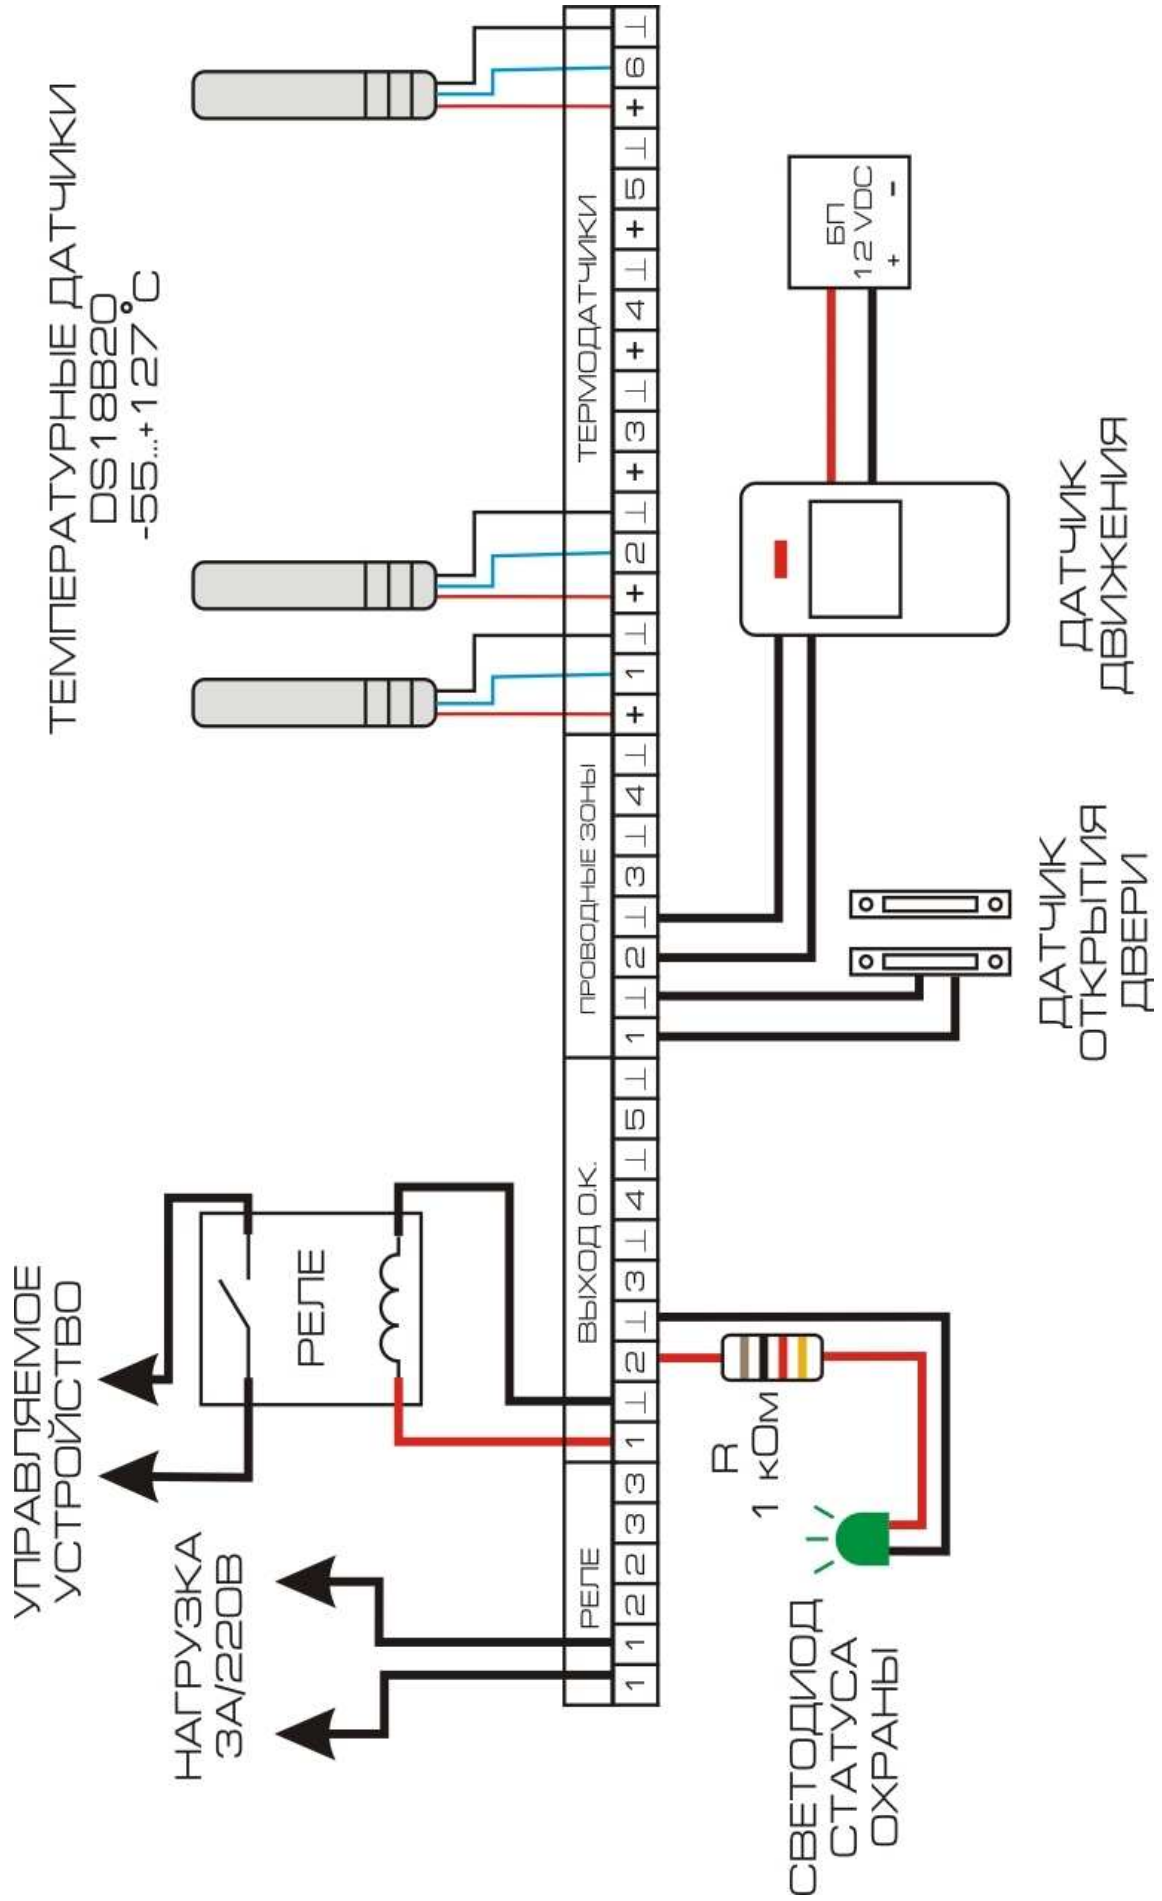 УПРАВЛЯЕМОЕ
УСТРОЙСТВО
ТЕМПЕРАТУРНЫЕ ДАТЧИКИ
DS18B20
-55...+127°C
НАГРУЗКА
3А/220В
РЕЛЕ
РЕЛЕ ВЫХОД О.К. ПРОВОДНЫЕ ЗОНЫ ТЕРМОДАТЧИКИ
1 1 2 2 3 3 1 ⊥ 2 ⊥ 3 ⊥ 4 ⊥ 5 ⊥ 1 ⊥ 2 ⊥ 3 ⊥ 4 ⊥ + 1 ⊥ + 2 ⊥ + 3 ⊥ + 4 ⊥ + 5 ⊥ + 6 ⊥
R
1 кОм
БП
12 VDC
+ -
СВЕТОДИОД
СТАТУСА
ОХРАНЫ
ДАТЧИК
ОТКРЫТИЯ
ДВЕРИ
ДАТЧИК
ДВИЖЕНИЯ